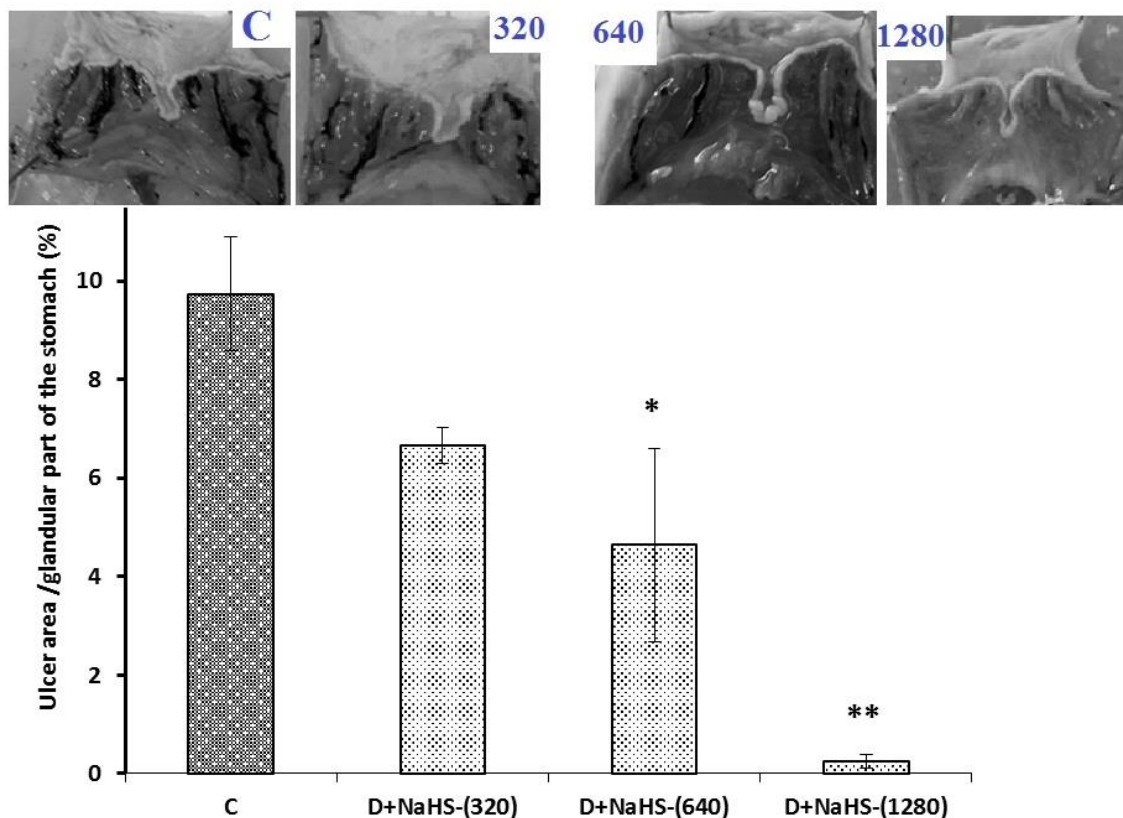 C
320
640
1280
Ulcer area /glandular part of the stomach (%)
10
8
6
4
2
0
*
**
C
D+NaHS-(320)
D+NaHS-(640)
D+NaHS-(1280)